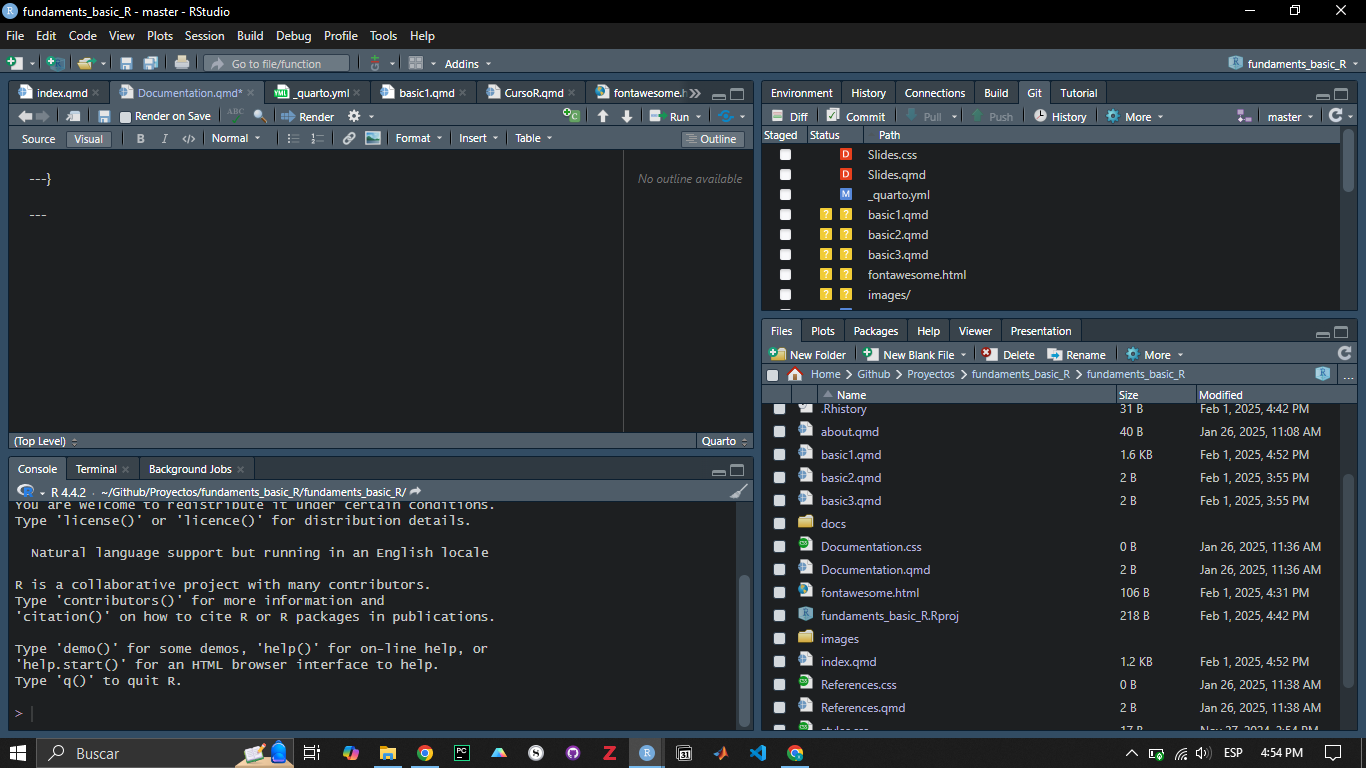 fundaments_basic_R - master - RStudio
File Edit Code View Plots Session Build Debug Profile Tools Help
Go to file/function Addins fundaments_basic_R
index.qmd Documentation.qmd* _quarto.yml basic1.qmd CursoR.qmd fontawesome.h
Render on Save ABC Render Run
Source Visual B I </> Normal Format Insert Table Outline
---}
---
No outline available
(Top Level) Quarto
Console Terminal Background Jobs
R 4.4.2 · ~/Github/Proyectos/fundaments_basic_R/fundaments_basic_R/
You are welcome to redistribute it under certain conditions.
Type 'license()' or 'licence()' for distribution details.
Natural language support but running in an English locale
R is a collaborative project with many contributors.
Type 'contributors()' for more information and
'citation()' on how to cite R or R packages in publications.
Type 'demo()' for some demos, 'help()' for on-line help, or
'help.start()' for an HTML browser interface to help.
Type 'q()' to quit R.
>
Environment History Connections Build Git Tutorial
Diff Commit Pull Push History More master
Staged Status Path
D Slides.css
D Slides.qmd
M _quarto.yml
? ? basic1.qmd
? ? basic2.qmd
? ? basic3.qmd
? ? fontawesome.html
? ? images/
Files Plots Packages Help Viewer Presentation
New Folder New Blank File Delete Rename More
Home Github Proyectos fundaments_basic_R fundaments_basic_R ...
Name Size Modified
.Rhistory 31 B Feb 1, 2025, 4:42 PM
about.qmd 40 B Jan 26, 2025, 11:08 AM
basic1.qmd 1.6 KB Feb 1, 2025, 4:52 PM
basic2.qmd 2 B Feb 1, 2025, 3:55 PM
basic3.qmd 2 B Feb 1, 2025, 3:55 PM
docs
Documentation.css 0 B Jan 26, 2025, 11:36 AM
Documentation.qmd 2 B Jan 26, 2025, 11:36 AM
fontawesome.html 106 B Feb 1, 2025, 4:31 PM
fundaments_basic_R.Rproj 218 B Feb 1, 2025, 4:42 PM
images
index.qmd 1.2 KB Feb 1, 2025, 4:52 PM
References.css 0 B Jan 26, 2025, 11:38 AM
References.qmd 2 B Jan 26, 2025, 11:38 AM
styles.css 17 B Nov 27, 2024, 2:54 PM
Buscar ESP 4:54 PM